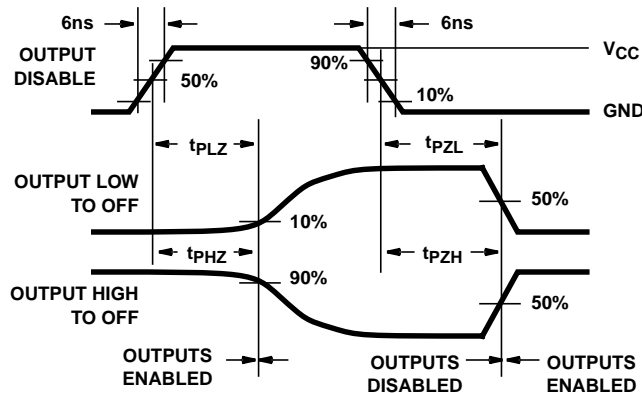 6ns
6ns
OUTPUT
DISABLE
90%
50%
10%
VCC
GND
tPLZ
tPZL
OUTPUT LOW
TO OFF
10%
50%
tPHZ
tPZH
OUTPUT HIGH
TO OFF
90%
50%
OUTPUTS
ENABLED
OUTPUTS
DISABLED
OUTPUTS
ENABLED